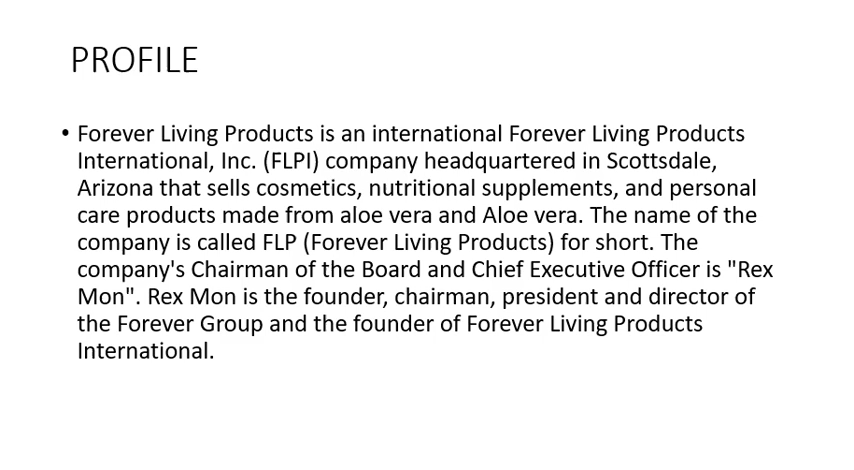 PROFILE
• Forever Living Products is an international Forever Living Products
International, Inc. (FLPI) company headquartered in Scottsdale,
Arizona that sells cosmetics, nutritional supplements, and personal
care products made from aloe vera and Aloe vera. The name of the
company is called FLP (Forever Living Products) for short. The
company's Chairman of the Board and Chief Executive Officer is "Rex
Mon". Rex Mon is the founder, chairman, president and director of
the Forever Group and the founder of Forever Living Products
International.